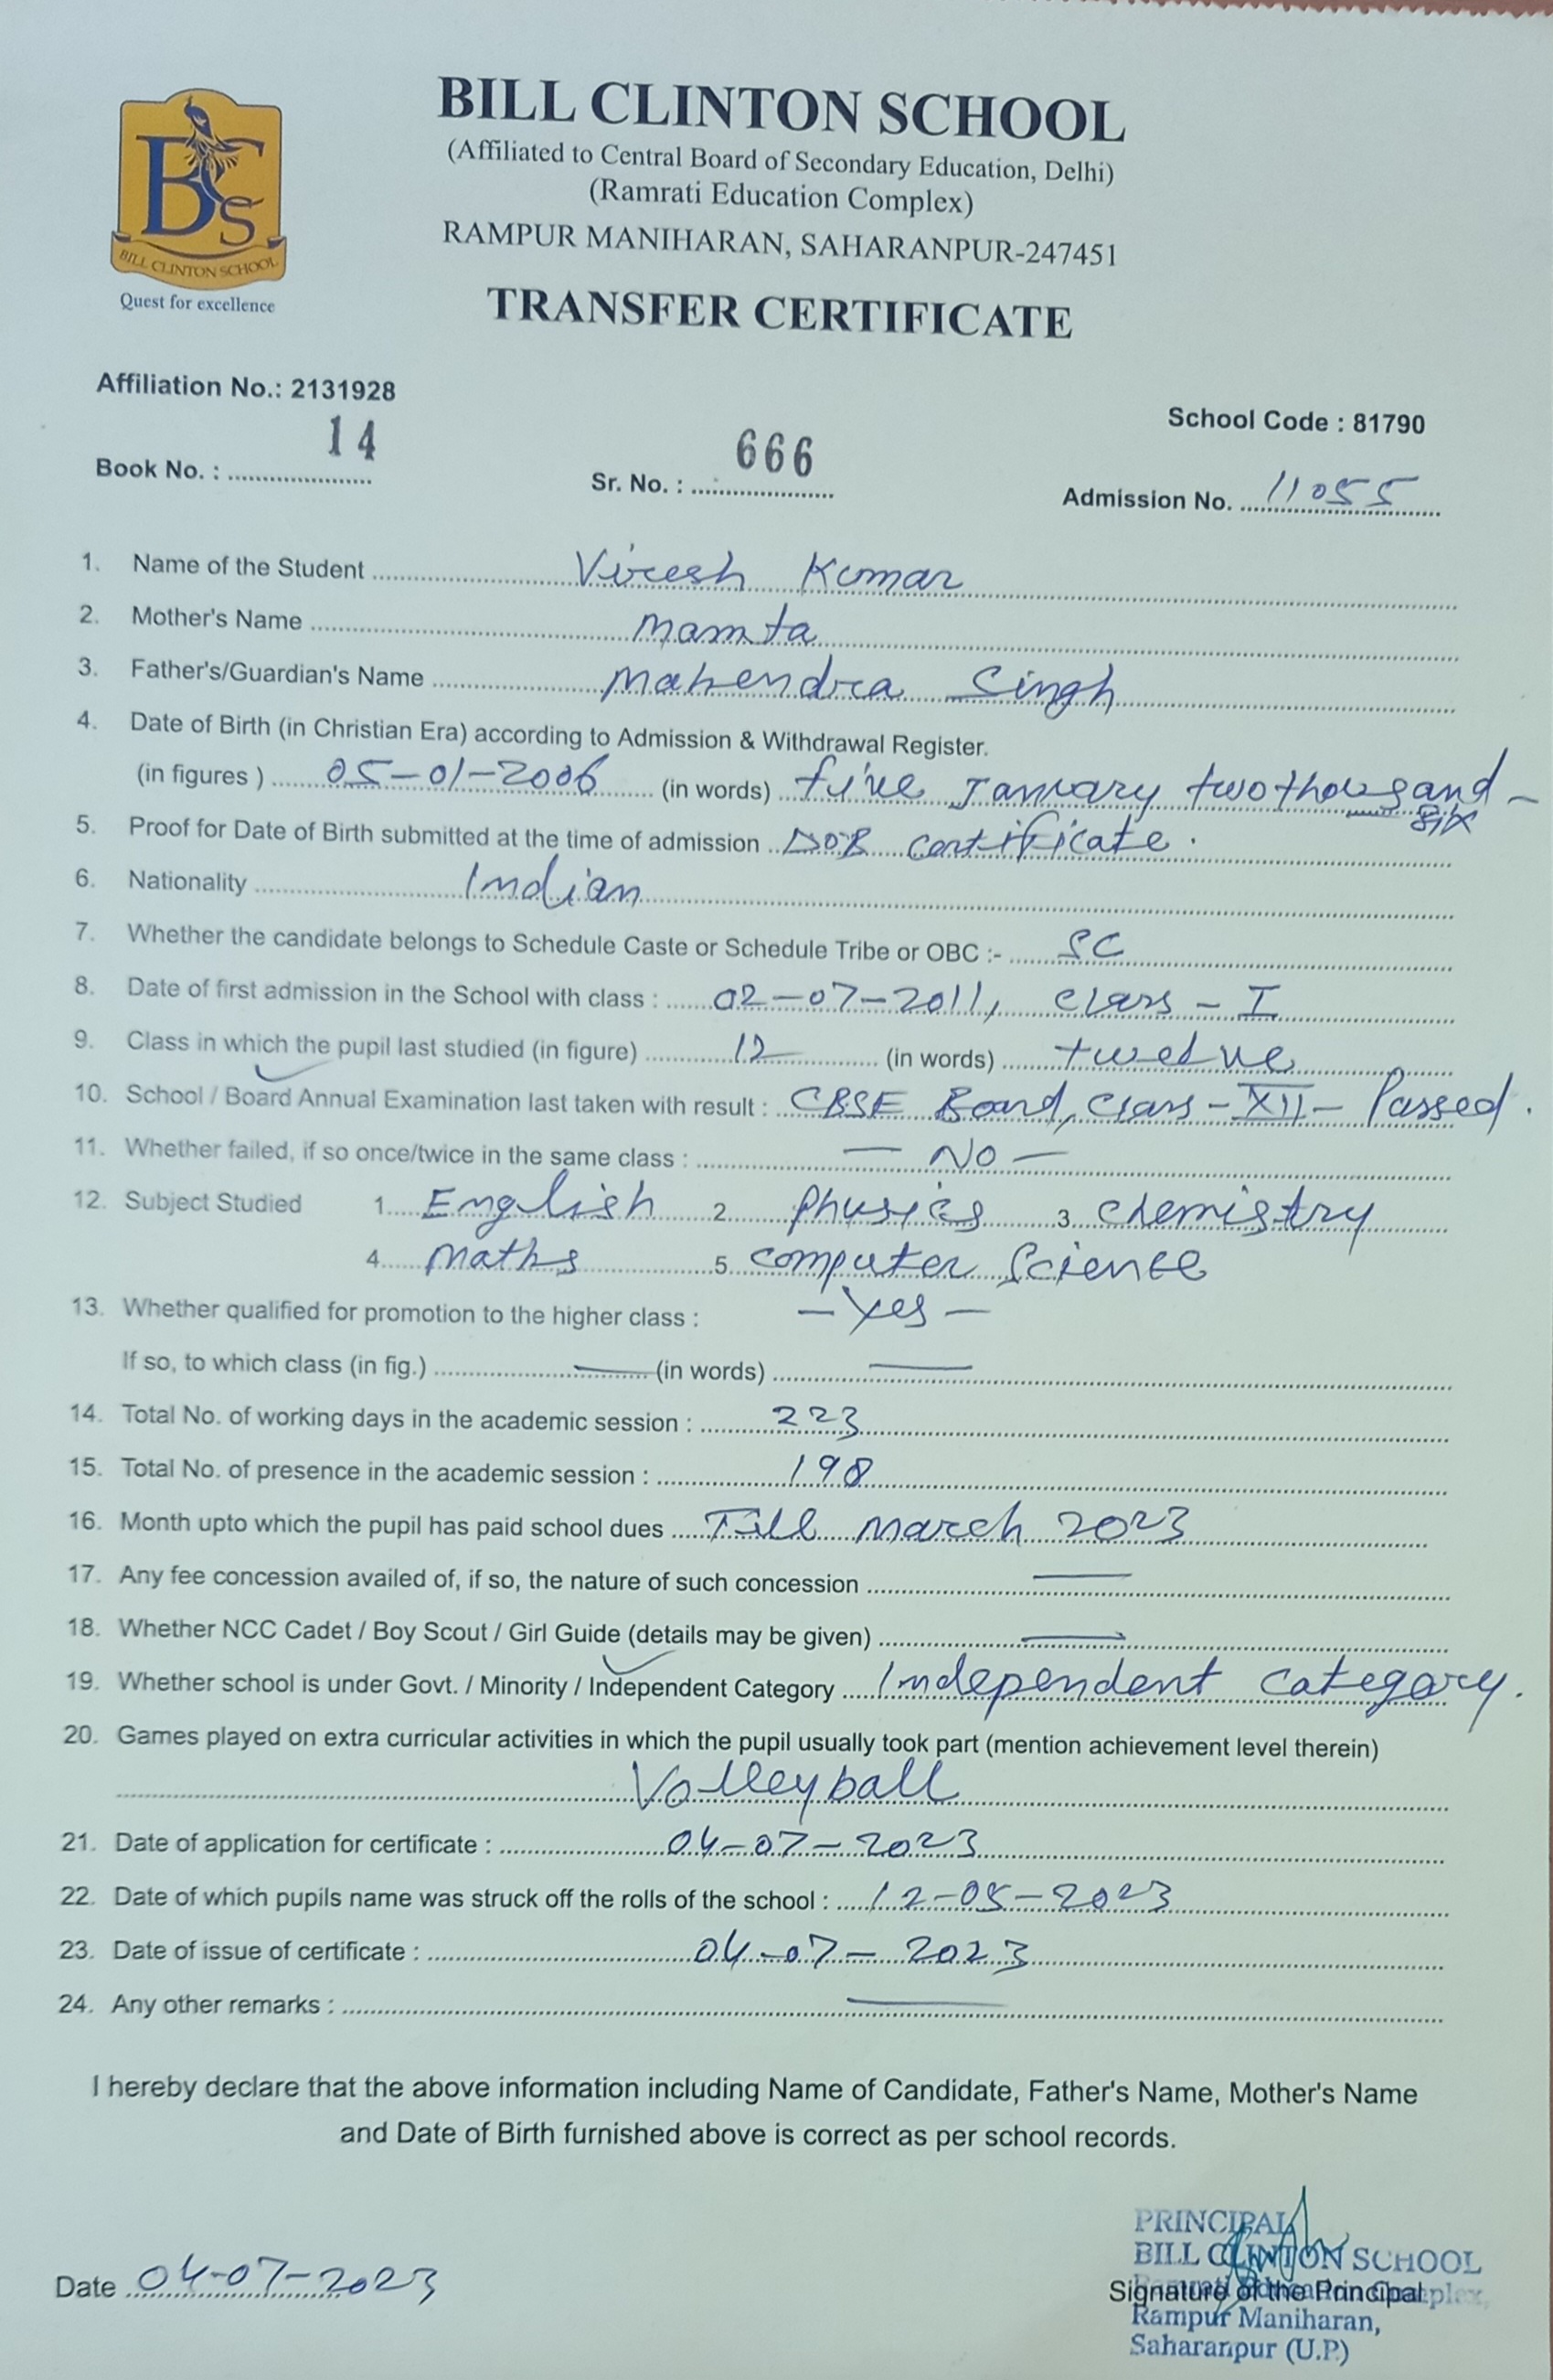 BCS
BILL CLINTON SCHOOL
Quest for excellence
BILL CLINTON SCHOOL
(Affiliated to Central Board of Secondary Education, Delhi)
(Ramrati Education Complex)
RAMPUR MANIHARAN, SAHARANPUR-247451
TRANSFER CERTIFICATE
Affiliation No.: 2131928
School Code : 81790
Book No. : 14 Sr. No. : 666 Admission No. 11055
1. Name of the Student Viresh Kumar
2. Mother's Name Mamta
3. Father's/Guardian's Name Mahendra Singh
4. Date of Birth (in Christian Era) according to Admission & Withdrawal Register.
(in figures ) 05-01-2006 (in words) five January two thousand - six
5. Proof for Date of Birth submitted at the time of admission DOB certificate.
6. Nationality Indian
7. Whether the candidate belongs to Schedule Caste or Schedule Tribe or OBC :- SC
8. Date of first admission in the School with class : 02-07-2011, class - I
9. Class in which the pupil last studied (in figure) 12 (in words) twelve
10. School / Board Annual Examination last taken with result : CBSE Board, Class - XII - Passed.
11. Whether failed, if so once/twice in the same class : - No -
12. Subject Studied 1. English 2. Physics 3. Chemistry
4. Maths 5. Computer Science
13. Whether qualified for promotion to the higher class : - Yes -
If so, to which class (in fig.) — (in words) —
14. Total No. of working days in the academic session : 223
15. Total No. of presence in the academic session : 198
16. Month upto which the pupil has paid school dues Till March 2023
17. Any fee concession availed of, if so, the nature of such concession —
18. Whether NCC Cadet / Boy Scout / Girl Guide (details may be given) —
19. Whether school is under Govt. / Minority / Independent Category Independent category.
20. Games played on extra curricular activities in which the pupil usually took part (mention achievement level therein)
Volleyball
21. Date of application for certificate : 04-07-2023
22. Date of which pupils name was struck off the rolls of the school : 12-05-2023
23. Date of issue of certificate : 04-07-2023
24. Any other remarks : —
I hereby declare that the above information including Name of Candidate, Father's Name, Mother's Name
and Date of Birth furnished above is correct as per school records.
PRINCIPAL
BILL CLINTON SCHOOL
Date 04-07-2023 Signature of the Principal
Rampur Maniharan,
Saharanpur (U.P.)